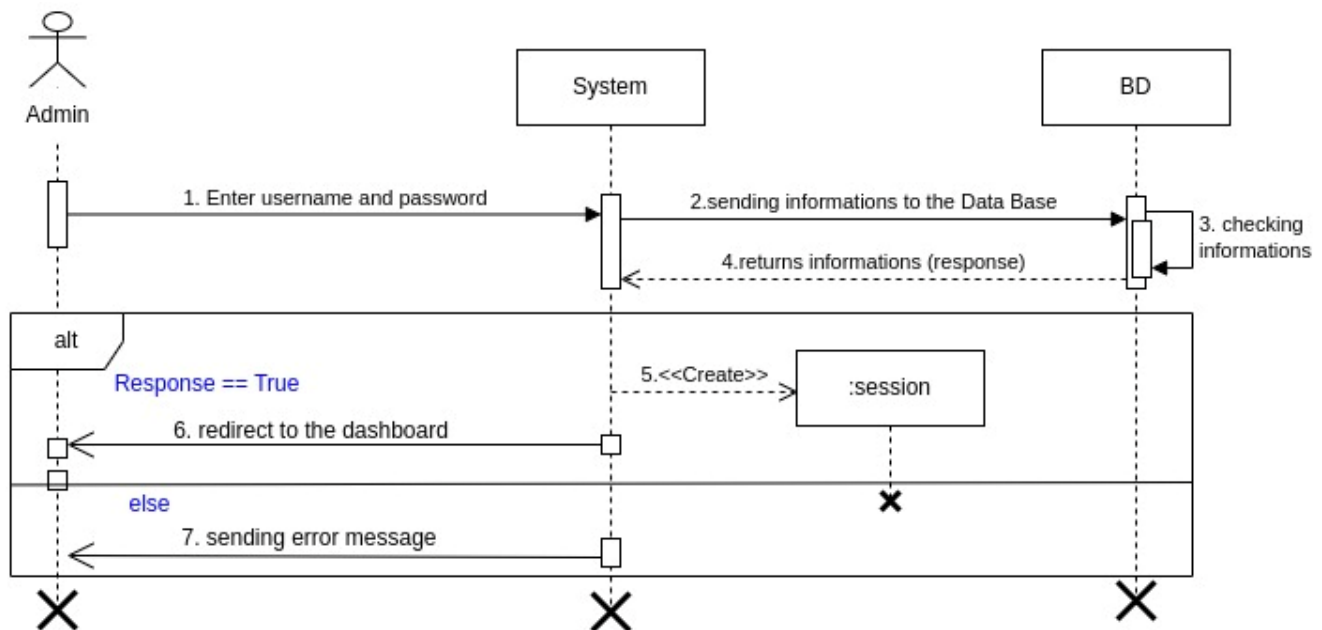 Admin
System
BD
1. Enter username and password
2.sending informations to the Data Base
3. checking
informations
4.returns informations (response)
alt
Response == True
5.<<Create>>
:session
6. redirect to the dashboard
else
7. sending error message